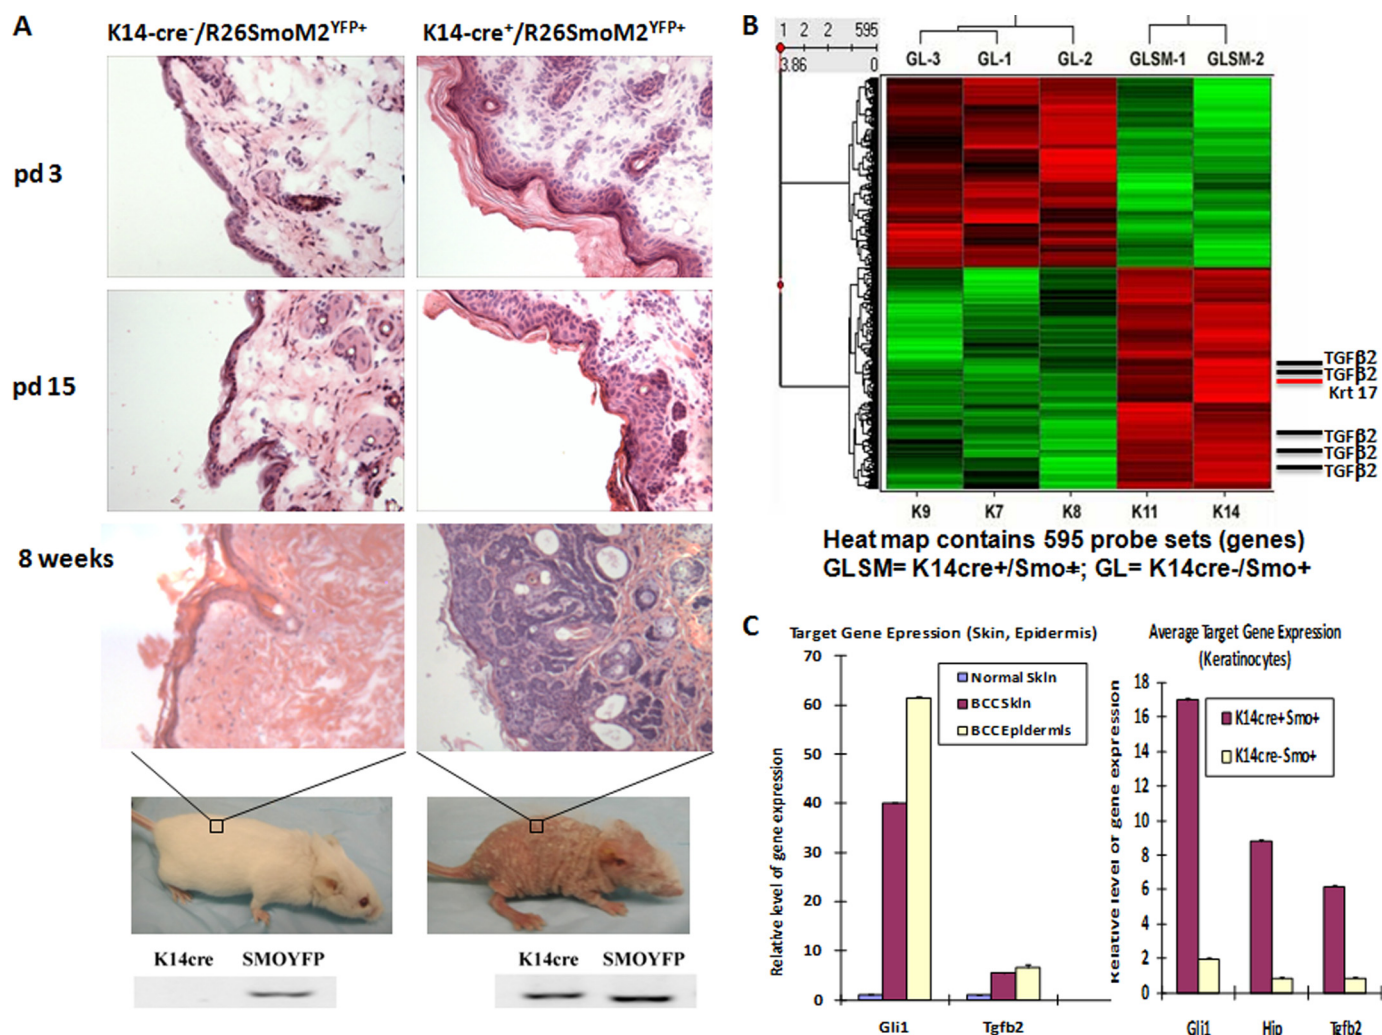 A
K14-cre⁻/R26SmoM2YFP+
K14-cre⁺/R26SmoM2YFP+
pd 3
pd 15
8 weeks
K14cre SMOYFP
K14cre SMOYFP
B
1 2 2 595
3.86 0
GL-3 GL-1 GL-2 GLSM-1 GLSM-2
TGFβ2
TGFβ2
Krt 17
TGFβ2
TGFβ2
TGFβ2
K9 K7 K8 K11 K14
Heat map contains 595 probe sets (genes)
GLSM= K14cre+/Smo+; GL= K14cre-/Smo+
C
Target Gene Epression (Skin, Epidermis)
Relative level of gene expression
70
60
50
40
30
20
10
0
Normal Skin
BCC Skin
BCC Epidermis
Gli1 Tgfb2
Average Target Gene Expression
(Keratinocytes)
Relative level of gene expression
18
16
14
12
10
8
6
4
2
0
K14cre+Smo+
K14cre-Smo+
Gli1 Hip Tgfb2